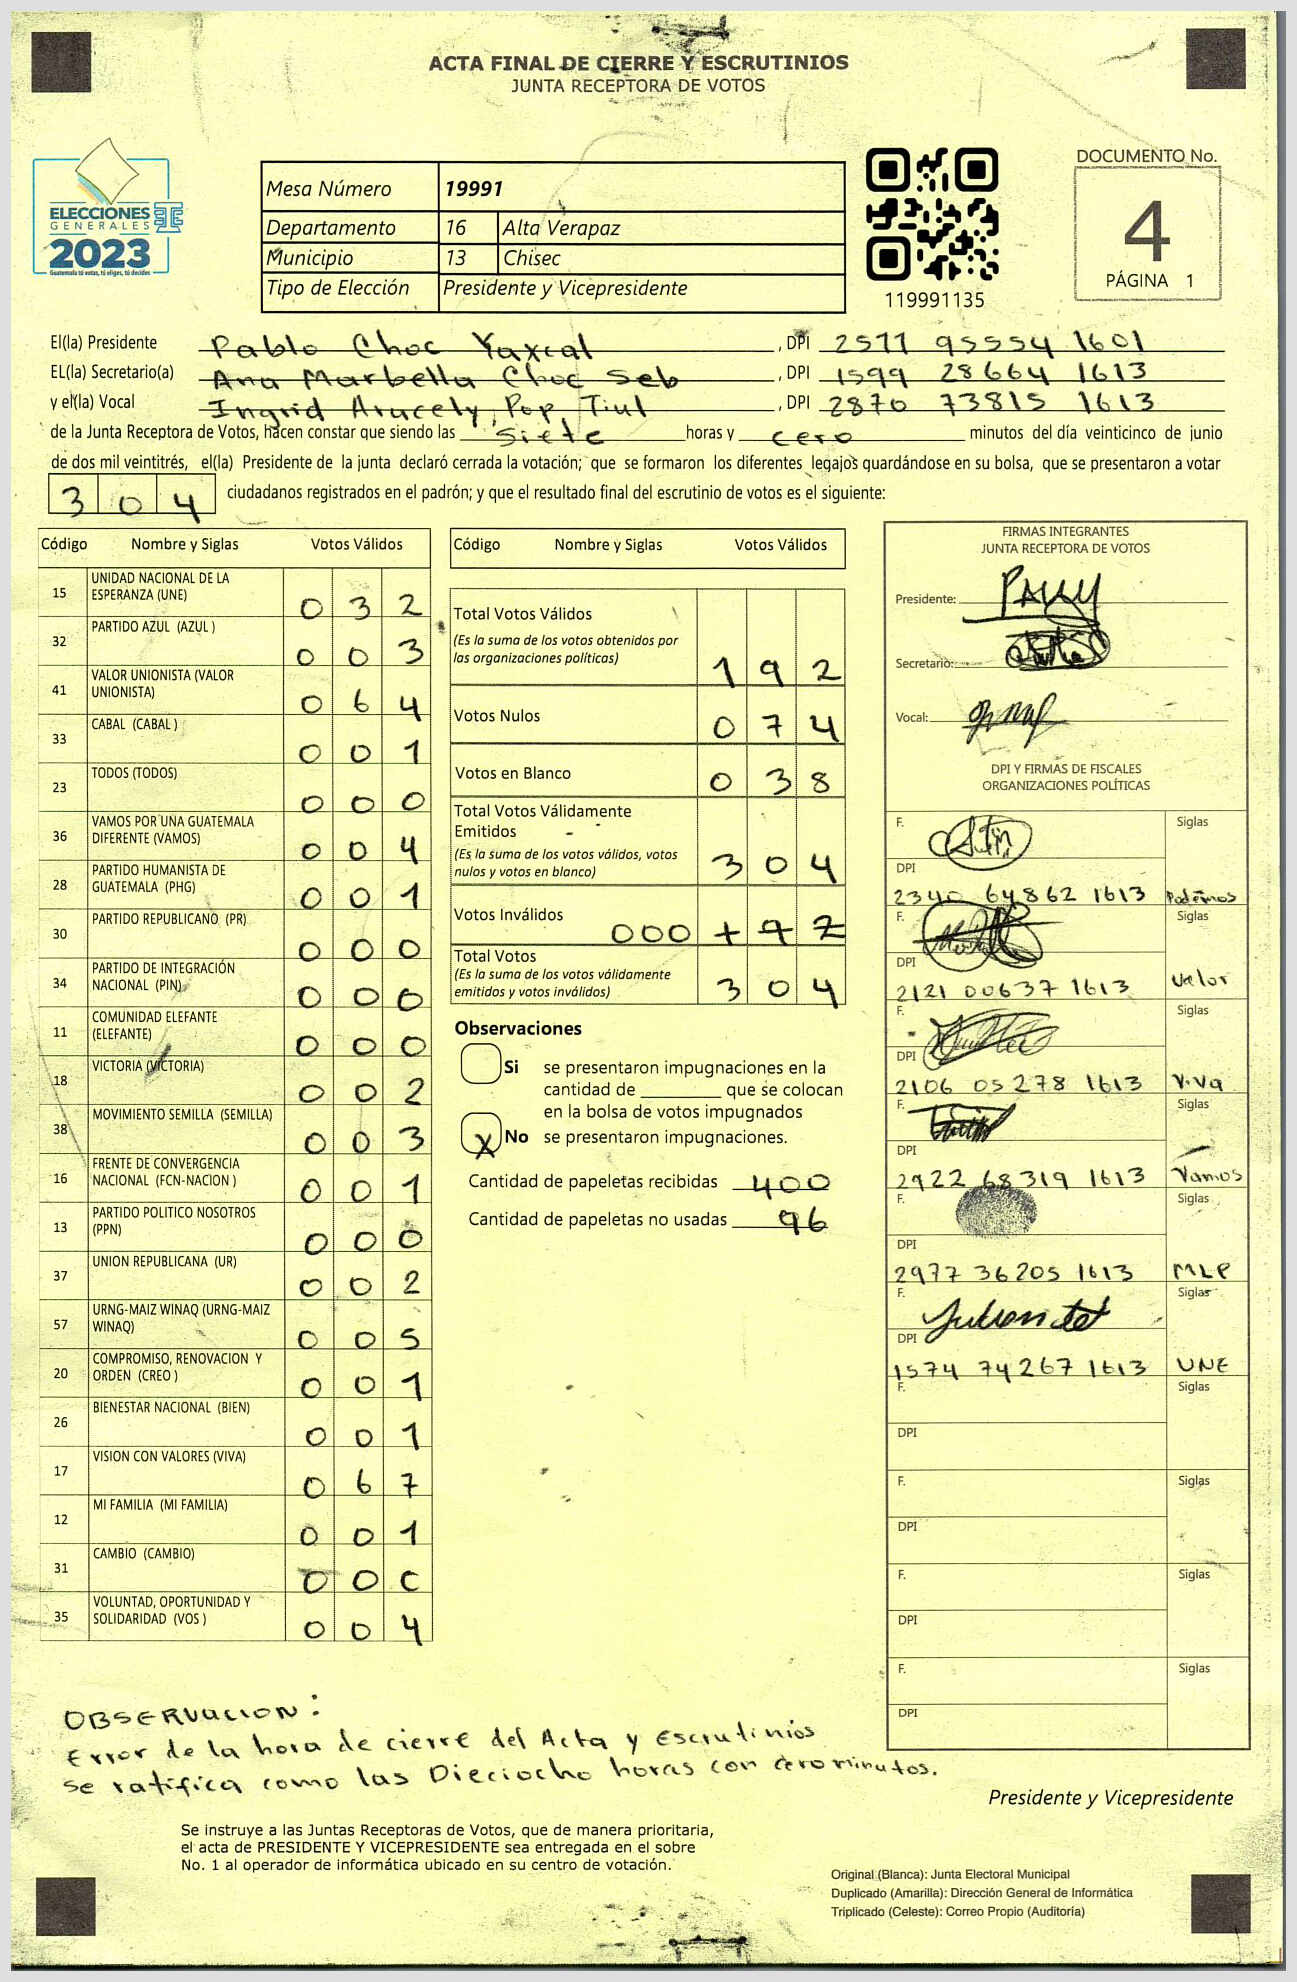 ACTA FINAL DE CIERRE Y ESCRUTINIOS
JUNTA RECEPTORA DE VOTOS
ELECCIONES
GENERALES
2023
Guatemala tú votas, tú eliges, tú decides
Mesa Número 19991
Departamento 16 Alta Verapaz
Municipio 13 Chisec
Tipo de Elección Presidente y Vicepresidente
119991135
DOCUMENTO No.
4
PÁGINA 1
El(la) Presidente Pablo Choc Yaxcal , DPI 2577 95554 1601
EL(la) Secretario(a) Ana Marbella Choc Seb , DPI 1599 28664 1613
y el(la) Vocal Ingrid Aracely Pop Tiul , DPI 2870 73815 1613
de la Junta Receptora de Votos, hacen constar que siendo las siete horas y cero minutos del día veinticinco de junio
de dos mil veintitrés, el(la) Presidente de la junta declaró cerrada la votación; que se formaron los diferentes legajos guardándose en su bolsa, que se presentaron a votar
304 ciudadanos registrados en el padrón; y que el resultado final del escrutinio de votos es el siguiente:
Código Nombre y Siglas Votos Válidos
15 UNIDAD NACIONAL DE LA
ESPERANZA (UNE) 0 3 2
32 PARTIDO AZUL (AZUL ) 0 0 3
41 VALOR UNIONISTA (VALOR
UNIONISTA) 0 6 4
33 CABAL (CABAL ) 0 0 1
23 TODOS (TODOS) 0 0 0
36 VAMOS POR UNA GUATEMALA
DIFERENTE (VAMOS) 0 0 4
28 PARTIDO HUMANISTA DE
GUATEMALA (PHG) 0 0 1
30 PARTIDO REPUBLICANO (PR) 0 0 0
34 PARTIDO DE INTEGRACIÓN
NACIONAL (PIN) 0 0 0
11 COMUNIDAD ELEFANTE
(ELEFANTE) 0 0 0
18 VICTORIA (VICTORIA) 0 0 2
38 MOVIMIENTO SEMILLA (SEMILLA) 0 0 3
16 FRENTE DE CONVERGENCIA
NACIONAL (FCN-NACION ) 0 0 1
13 PARTIDO POLITICO NOSOTROS
(PPN) 0 0 0
37 UNION REPUBLICANA (UR) 0 0 2
57 URNG-MAIZ WINAQ (URNG-MAIZ
WINAQ) 0 0 5
20 COMPROMISO, RENOVACION Y
ORDEN (CREO ) 0 0 1
26 BIENESTAR NACIONAL (BIEN) 0 0 1
17 VISION CON VALORES (VIVA) 0 6 7
12 MI FAMILIA (MI FAMILIA) 0 0 1
31 CAMBIO (CAMBIO) 0 0 0
35 VOLUNTAD, OPORTUNIDAD Y
SOLIDARIDAD (VOS ) 0 0 4
Código Nombre y Siglas Votos Válidos
Total Votos Válidos
(Es la suma de los votos obtenidos por
las organizaciones políticas) 1 9 2
Votos Nulos 0 7 4
Votos en Blanco 0 3 8
Total Votos Válidamente
Emitidos
(Es la suma de los votos válidos, votos
nulos y votos en blanco) 3 0 4
Votos Inválidos 000
Total Votos
(Es la suma de los votos válidamente
emitidos y votos inválidos) 3 0 4
Observaciones
Si se presentaron impugnaciones en la
cantidad de ________ que se colocan
en la bolsa de votos impugnados
X No se presentaron impugnaciones.
Cantidad de papeletas recibidas 400
Cantidad de papeletas no usadas 96
FIRMAS INTEGRANTES
JUNTA RECEPTORA DE VOTOS
Presidente:
Secretario:
Vocal:
DPI Y FIRMAS DE FISCALES
ORGANIZACIONES POLÍTICAS
F. Siglas
DPI
2340 64862 1613 Podemos
F. Siglas
DPI
2121 00637 1613 Valor
F. Siglas
DPI
2106 05278 1613 Viva
F. Siglas
DPI
2922 68319 1613 Vamos
F. Siglas
DPI
2977 36205 1613 MLP
F. Siglas
DPI
1574 74267 1613 UNE
F. Siglas
DPI
F. Siglas
DPI
F. Siglas
DPI
F. Siglas
DPI
OBSERVACION:
Error de la hora de cierre del Acta y Escrutinios
se ratifica como las Dieciocho horas con cero minutos.
Presidente y Vicepresidente
Se instruye a las Juntas Receptoras de Votos, que de manera prioritaria,
el acta de PRESIDENTE Y VICEPRESIDENTE sea entregada en el sobre
No. 1 al operador de informática ubicado en su centro de votación.
Original (Blanca): Junta Electoral Municipal
Duplicado (Amarilla): Dirección General de Informática
Triplicado (Celeste): Correo Propio (Auditoría)